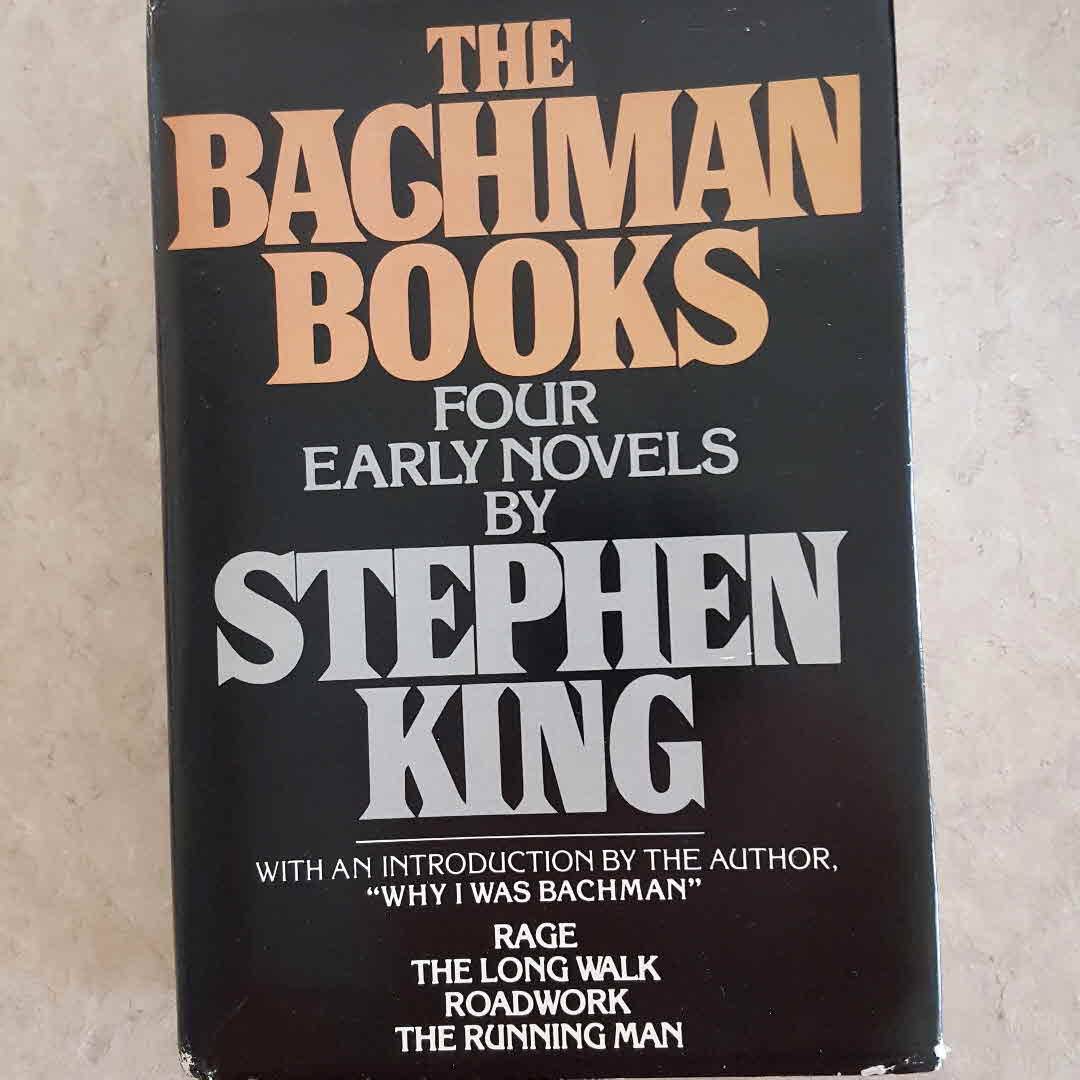 THE
BACHMAN
BOOKS
FOUR
EARLY NOVELS
BY
STEPHEN
KING
WITH AN INTRODUCTION BY THE AUTHOR,
“WHY I WAS BACHMAN”
RAGE
THE LONG WALK
ROADWORK
THE RUNNING MAN